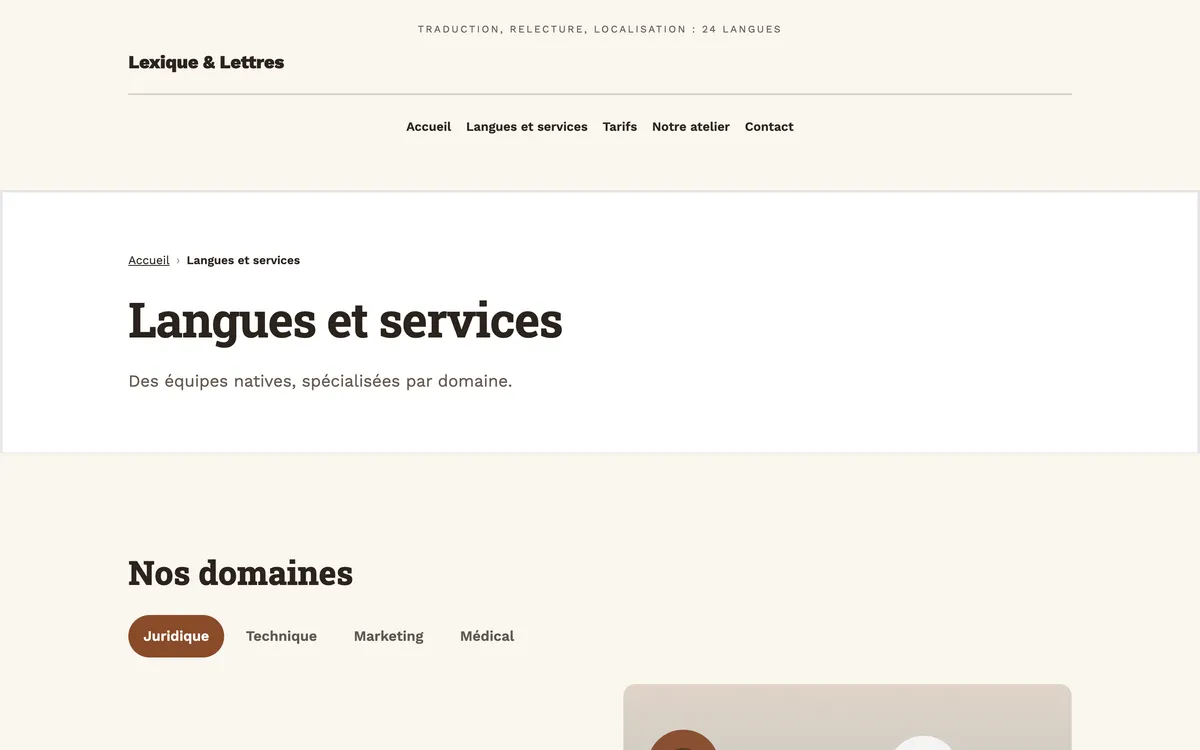 TRADUCTION, RELECTURE, LOCALISATION : 24 LANGUES
Lexique & Lettres
Accueil Langues et services Tarifs Notre atelier Contact
Accueil › Langues et services
Langues et services
Des équipes natives, spécialisées par domaine.
Nos domaines
Juridique Technique Marketing Médical